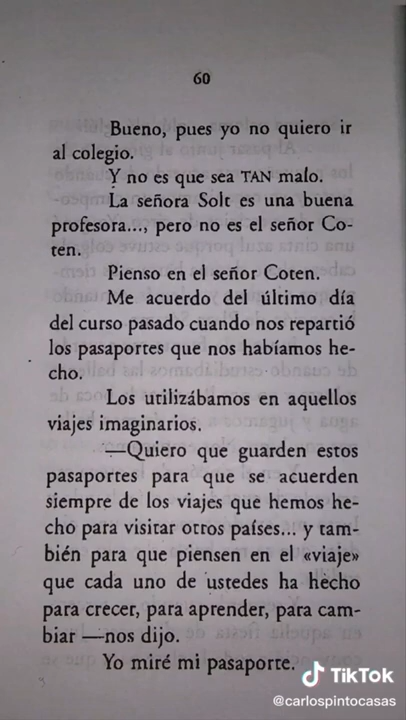 60
Bueno, pues yo no quiero ir
al colegio.
Y no es que sea TAN malo.
La señora Solt es una buena
profesora..., pero no es el señor Co-
ten.
Pienso en el señor Coten.
Me acuerdo del último día
del curso pasado cuando nos repartió
los pasaportes que nos habíamos he-
cho.
Los utilizábamos en aquellos
viajes imaginarios.
—Quiero que guarden estos
pasaportes para que se acuerden
siempre de los viajes que hemos he-
cho para visitar otros países... y tam-
bién para que piensen en el «viaje»
que cada uno de ustedes ha hecho
para crecer, para aprender, para cam-
biar —nos dijo.
Yo miré mi pasaporte.
TikTok
@carlospintocasas